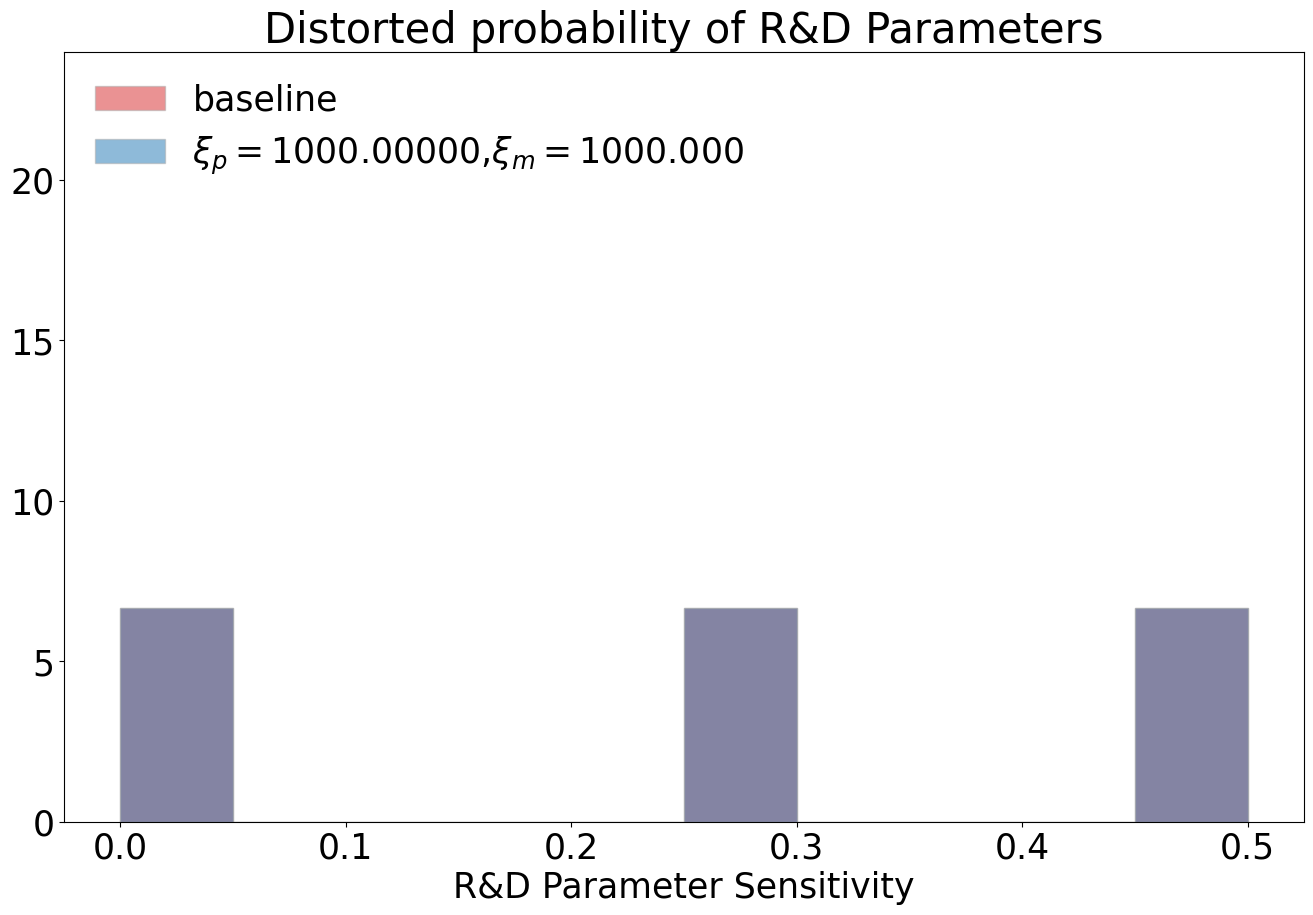 Distorted probability of R&D Parameters
baseline
ξp = 1000.00000,ξm = 1000.000
20
15
10
5
0
0.0 0.1 0.2 0.3 0.4 0.5
R&D Parameter Sensitivity